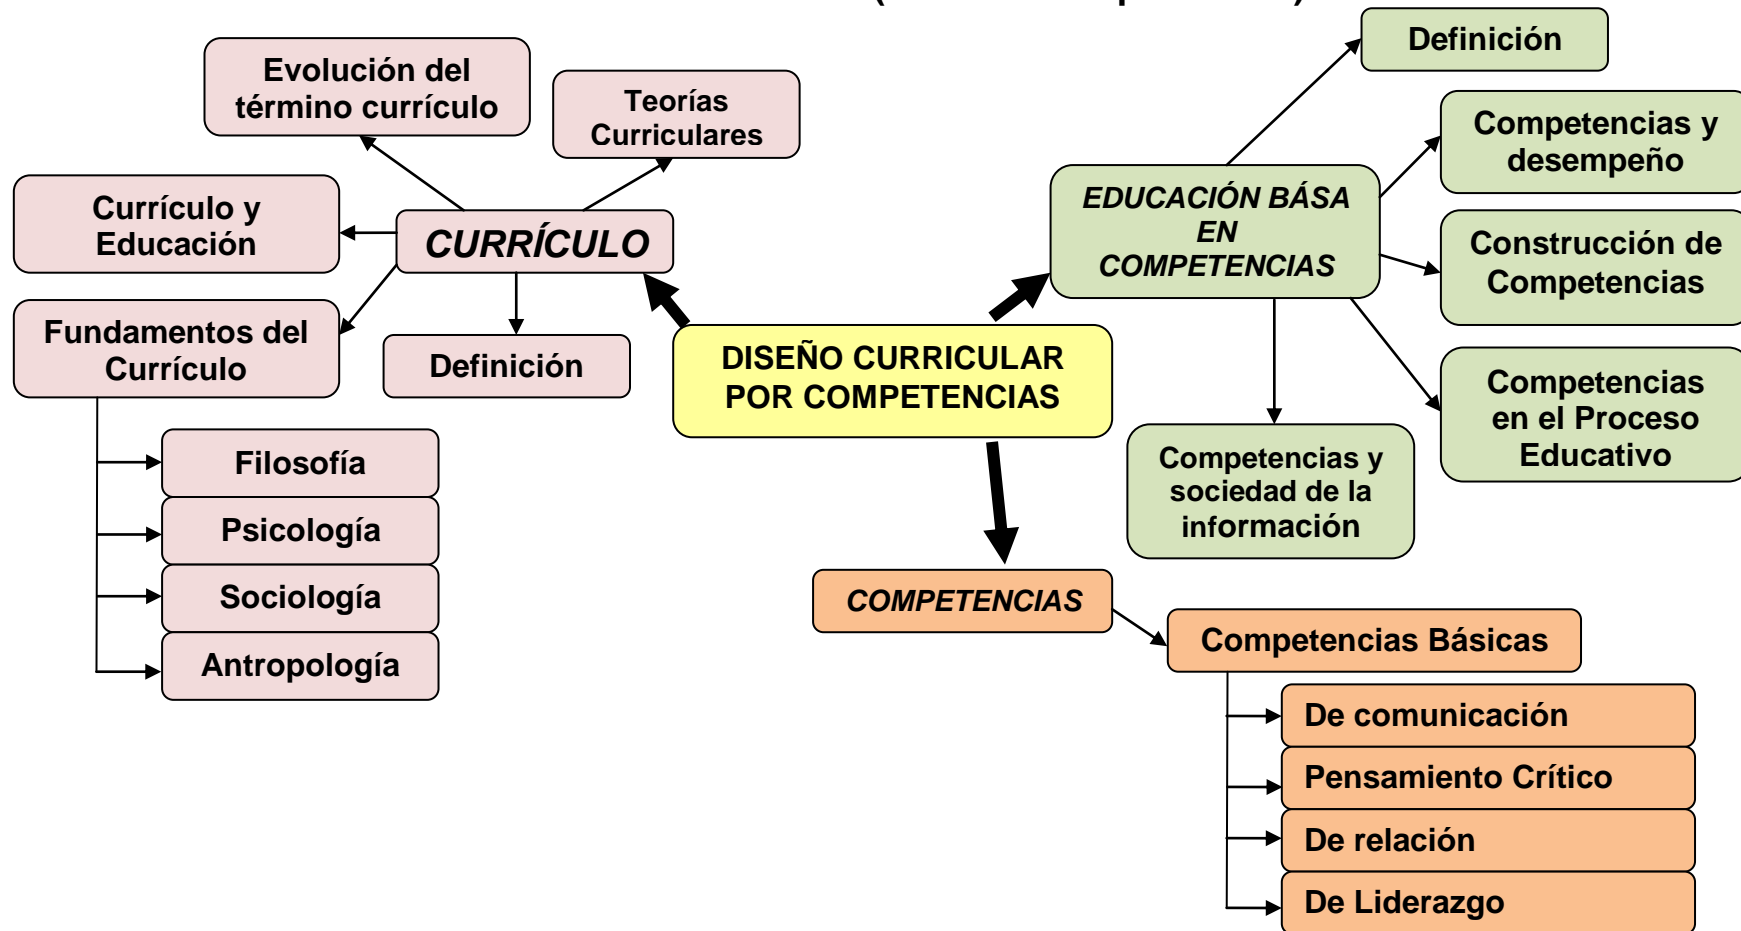 Evolución del
término currículo
Teorías
Curriculares
Currículo y
Educación
CURRÍCULO
Fundamentos del
Currículo
Definición
Filosofía
Psicología
Sociología
Antropología
DISEÑO CURRICULAR
POR COMPETENCIAS
Definición
EDUCACIÓN BÁSA
EN
COMPETENCIAS
Competencias y
desempeño
Construcción de
Competencias
Competencias
en el Proceso
Educativo
Competencias y
sociedad de la
información
COMPETENCIAS
Competencias Básicas
De comunicación
Pensamiento Crítico
De relación
De Liderazgo